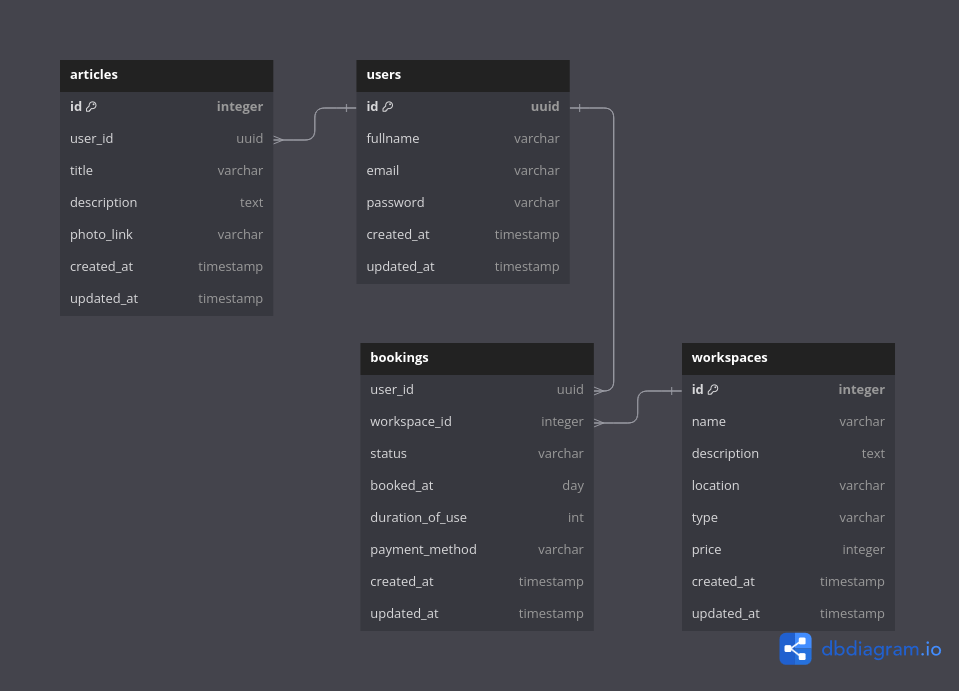 articles
id integer
user_id uuid
title varchar
description text
photo_link varchar
created_at timestamp
updated_at timestamp
users
id uuid
fullname varchar
email varchar
password varchar
created_at timestamp
updated_at timestamp
bookings
user_id uuid
workspace_id integer
status varchar
booked_at day
duration_of_use int
payment_method varchar
created_at timestamp
updated_at timestamp
workspaces
id integer
name varchar
description text
location varchar
type varchar
price integer
created_at timestamp
updated_at timestamp
dbdiagram.io